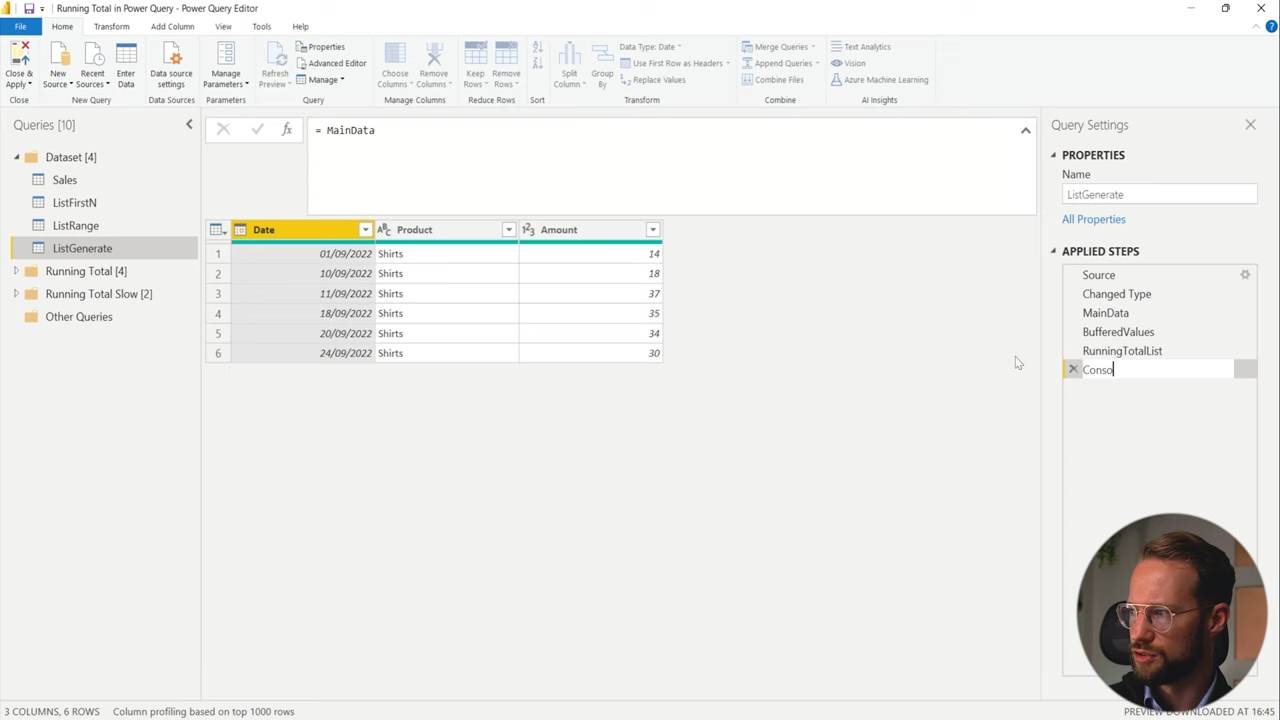 Running Total in Power Query - Power Query Editor
File Home Transform Add Column View Tools Help
Close & Apply
New Source
Recent Sources
Enter Data
Data source settings
Manage Parameters
Refresh Preview
Properties
Advanced Editor
Manage
Choose Columns
Remove Columns
Keep Rows
Remove Rows
Split Column
Group By
Data Type: Date
Use First Row as Headers
Replace Values
Merge Queries
Append Queries
Combine Files
Text Analytics
Vision
Azure Machine Learning
Close New Query Data Sources Parameters Query Manage Columns Reduce Rows Sort Transform Combine AI Insights
Queries [10]
Dataset [4]
Sales
ListFirstN
ListRange
ListGenerate
Running Total [4]
Running Total Slow [2]
Other Queries
fx = MainData
Date ABC Product 123 Amount
1 01/09/2022 Shirts 14
2 10/09/2022 Shirts 18
3 11/09/2022 Shirts 37
4 18/09/2022 Shirts 35
5 20/09/2022 Shirts 34
6 24/09/2022 Shirts 30
Query Settings
PROPERTIES
Name
ListGenerate
All Properties
APPLIED STEPS
Source
Changed Type
MainData
BufferedValues
RunningTotalList
Conso
3 COLUMNS, 6 ROWS Column profiling based on top 1000 rows
PREVIEW DOWNLOADED AT 16:45